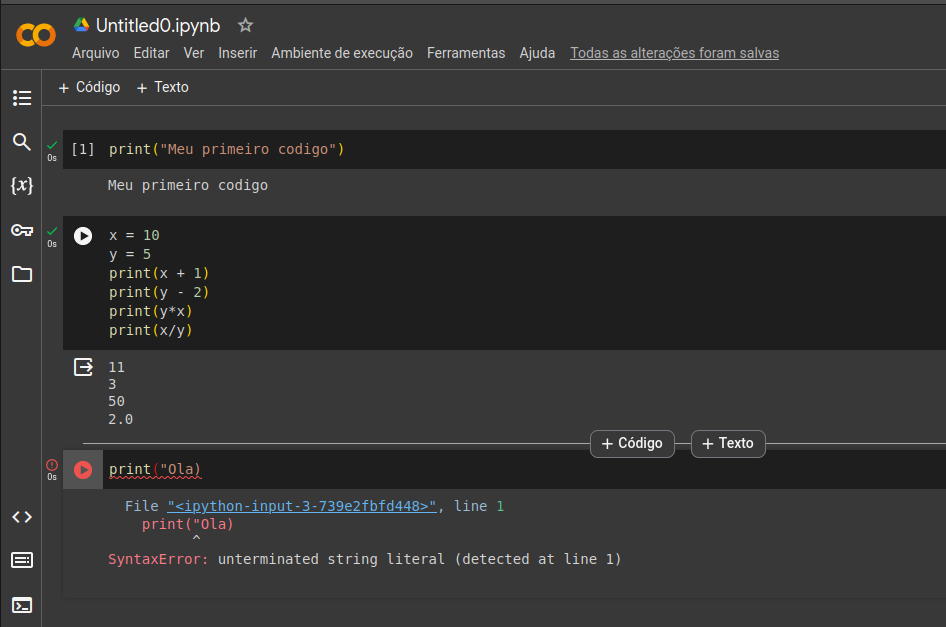 Untitled0.ipynb
Arquivo Editar Ver Inserir Ambiente de execução Ferramentas Ajuda Todas as alterações foram salvas
+ Código + Texto
[1] print("Meu primeiro codigo")
0s
Meu primeiro codigo
{x}
x = 10
0s
y = 5
print(x + 1)
print(y - 2)
print(y*x)
print(x/y)
11
3
50
2.0
+ Código + Texto
print("Ola)
0s
File "<ipython-input-3-739e2fbfd448>", line 1
print("Ola)
^
SyntaxError: unterminated string literal (detected at line 1)